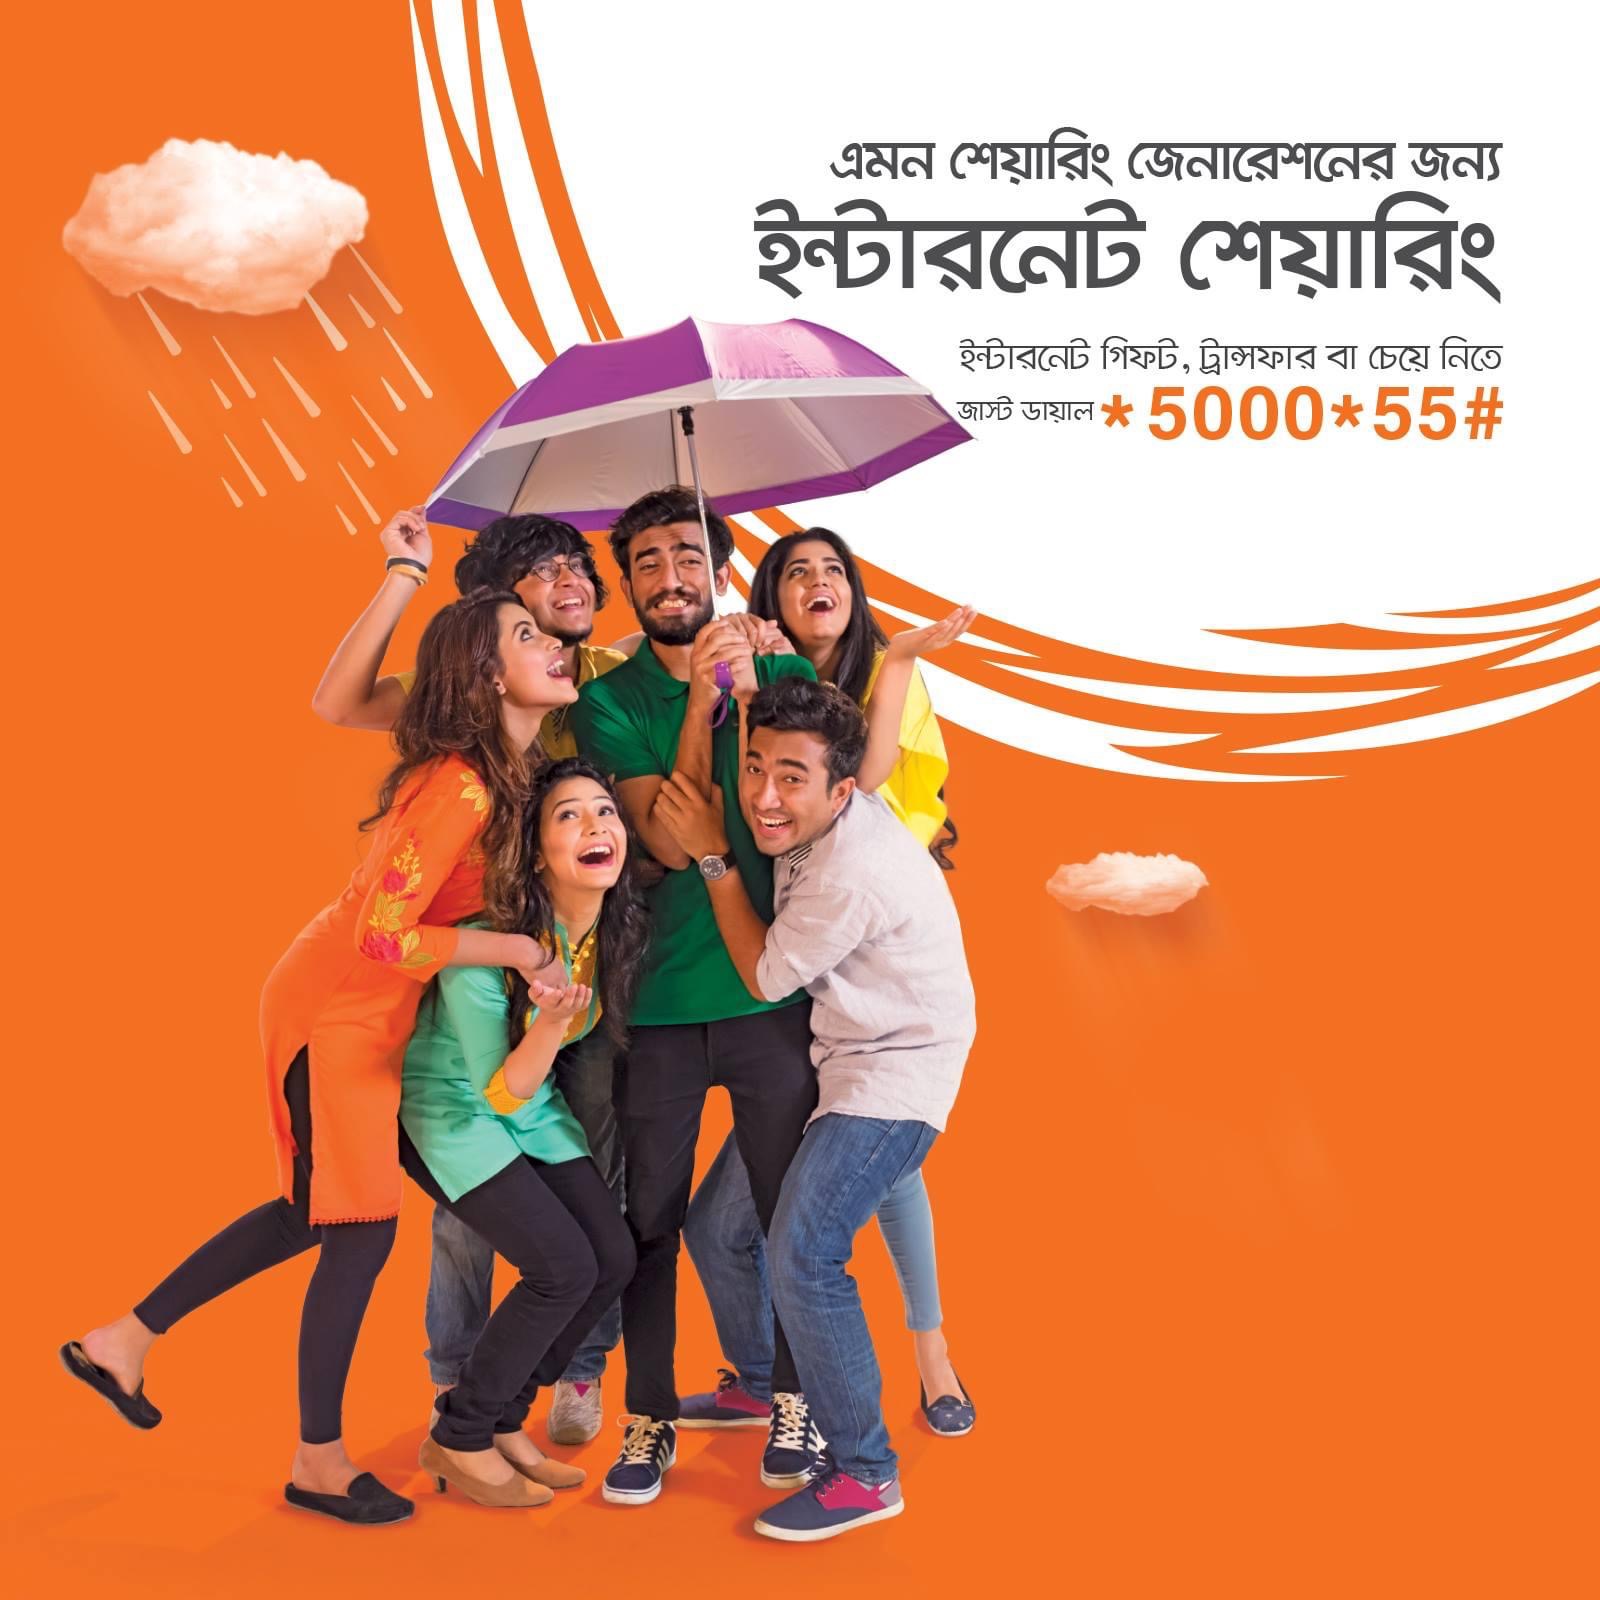 এমন শেয়ারিং জেনারেশনের জন্য
ইন্টারনেট শেয়ারিং
ইন্টারনেট গিফট, ট্রান্সফার বা চেয়ে নিতে
জাস্ট ডায়াল *5000*55#